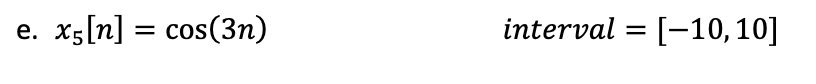 e. x₅[n] = cos(3n) interval = [−10, 10]